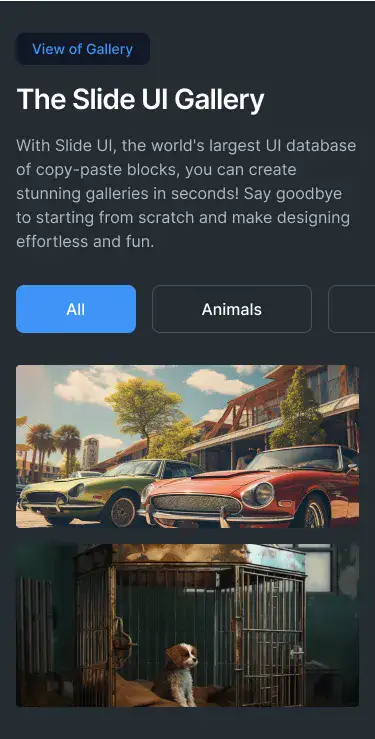 View of Gallery
The Slide UI Gallery
With Slide UI, the world's largest UI database
of copy-paste blocks, you can create
stunning galleries in seconds! Say goodbye
to starting from scratch and make designing
effortless and fun.
All
Animals